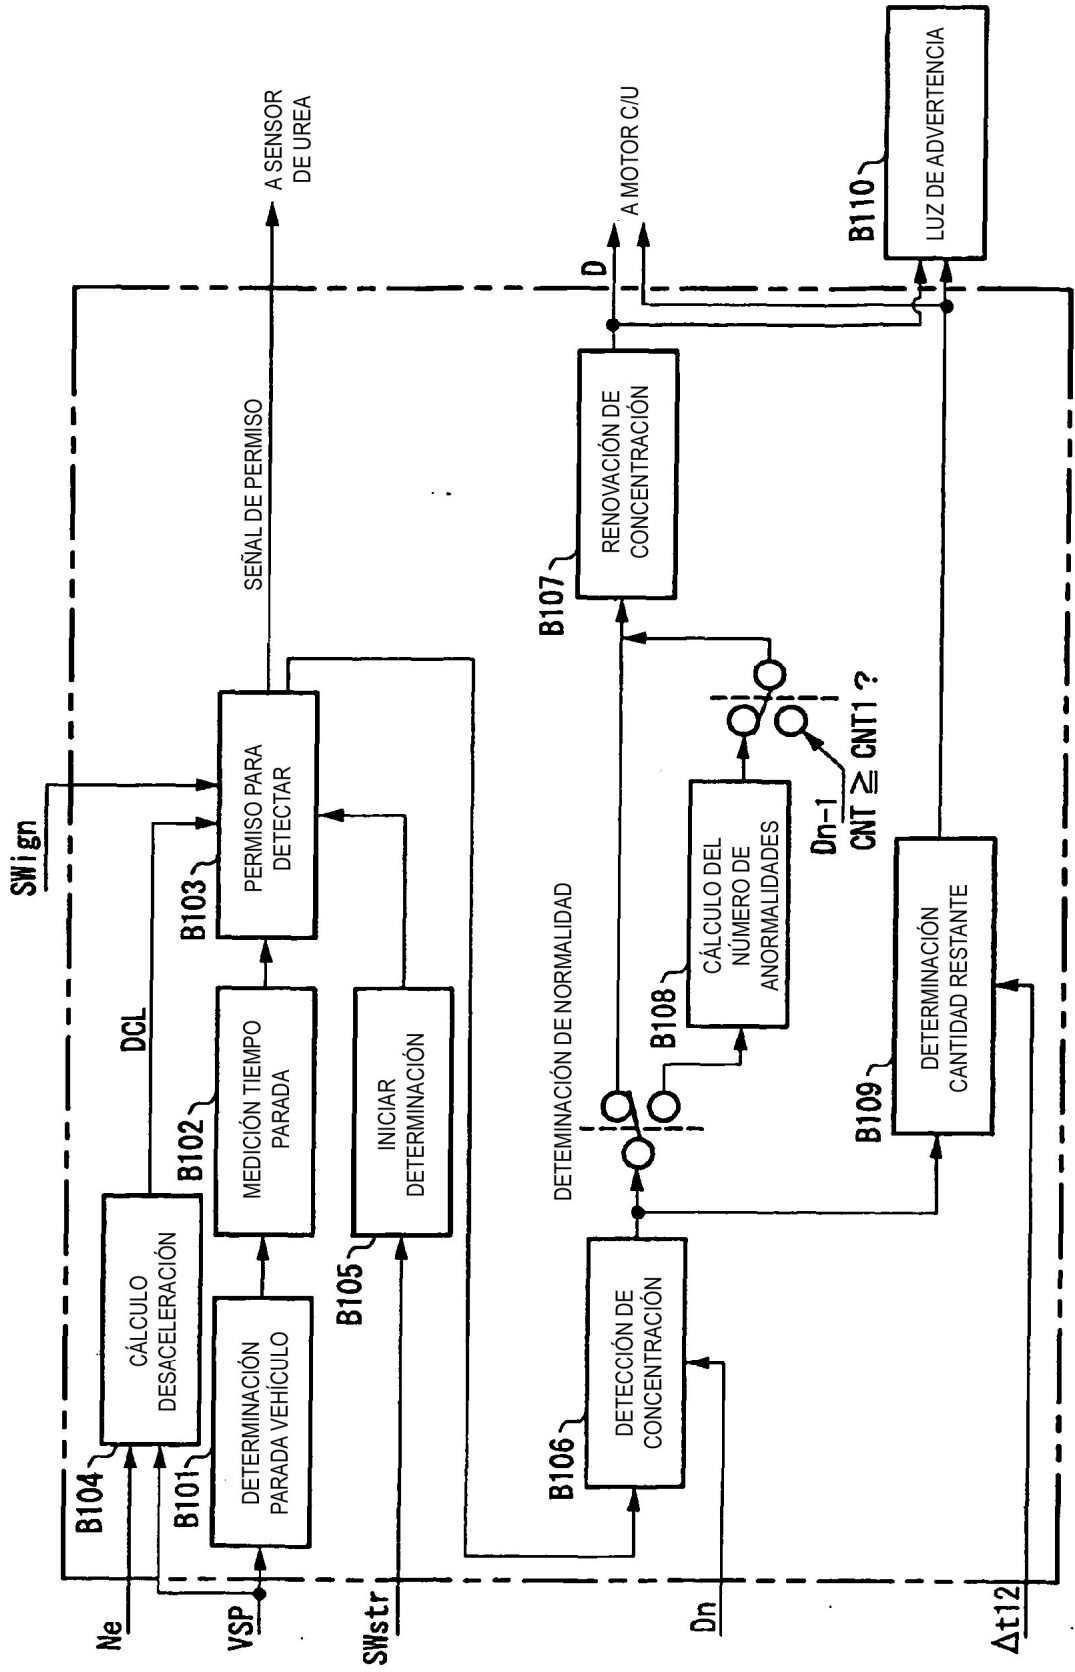 SWign
Ne
VSP
SWstr
Dn
Δt12
B104
CÁLCULO
DESACELERACIÓN
DCL
B101
DETERMINACIÓN
PARADA VEHÍCULO
B102
MEDICIÓN TIEMPO
PARADA
B103
PERMISO PARA
DETECTAR
SEÑAL DE PERMISO
A SENSOR
DE UREA
B105
INICIAR
DETERMINACIÓN
B106
DETECCIÓN DE
CONCENTRACIÓN
DETEMINACIÓN DE NORMALIDAD
B108
CÁLCULO DEL
NÚMERO DE
ANORMALIDADES
Dn-1
CNT ≧ CNT1 ?
B107
RENOVACIÓN DE
CONCENTRACIÓN
D
A MOTOR C/U
B109
DETERMINACIÓN
CANTIDAD RESTANTE
B110
LUZ DE ADVERTENCIA